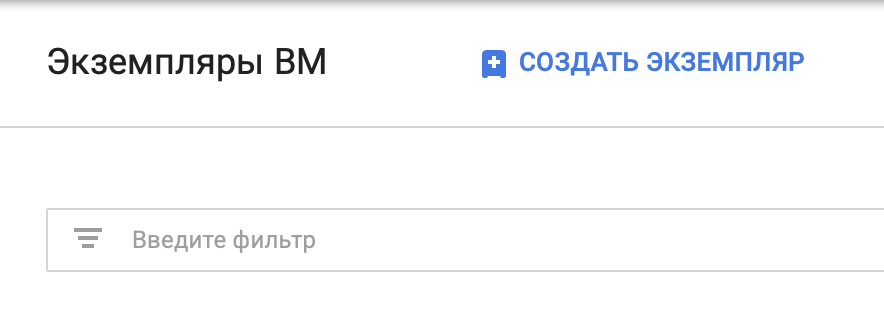 Экземпляры ВМ
СОЗДАТЬ ЭКЗЕМПЛЯР
Введите фильтр